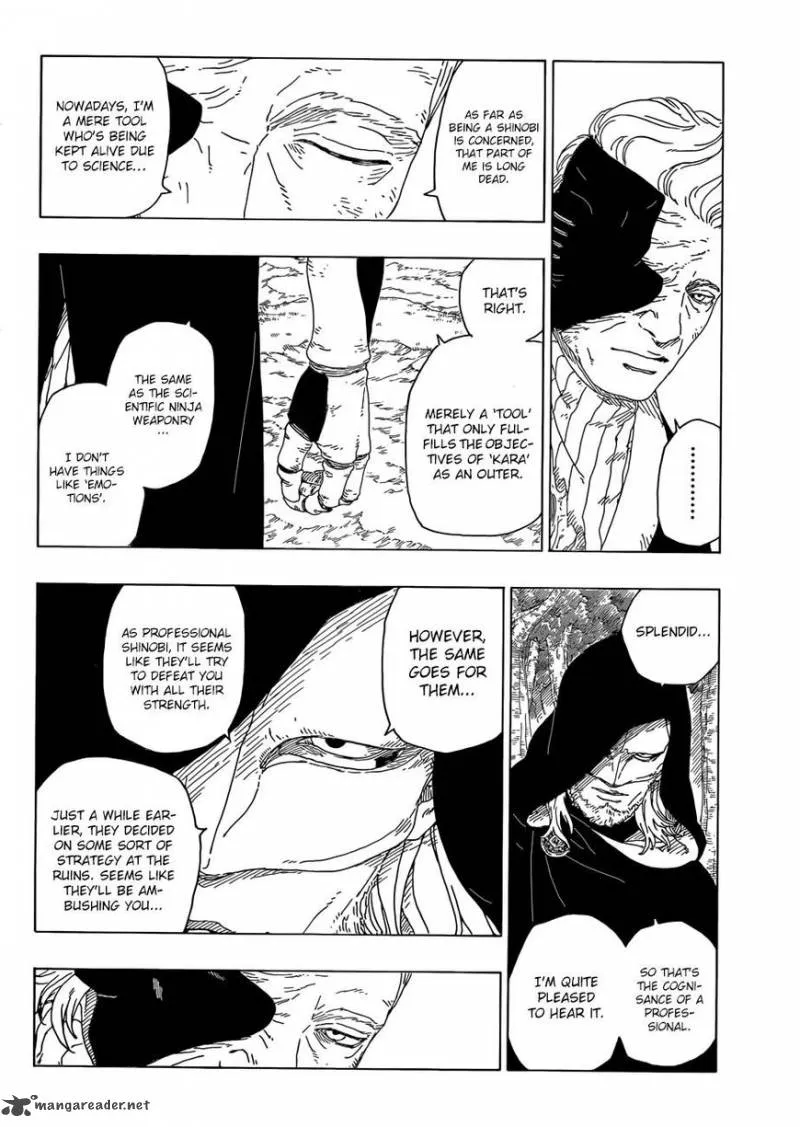 .........
AS FAR AS
BEING A SHINOBI
IS CONCERNED,
THAT PART OF
ME IS LONG
DEAD.
NOWADAYS, I'M
A MERE TOOL
WHO'S BEING
KEPT ALIVE DUE
TO SCIENCE...
THAT'S
RIGHT.
MERELY A 'TOOL'
THAT ONLY FUL-
FILLS THE OBJEC-
TIVES OF 'KARA'
AS AN OUTER.
THE SAME
AS THE SCI-
ENTIFIC NINJA
WEAPONRY
...
I DON'T
HAVE THINGS
LIKE 'EMO-
TIONS'.
SPLENDID...
SO THAT'S
THE COGNI-
SANCE OF A
PROFES-
SIONAL.
I'M QUITE
PLEASED
TO HEAR IT.
HOWEVER,
THE SAME
GOES FOR
THEM...
AS PROFESSIONAL
SHINOBI, IT SEEMS
LIKE THEY'LL TRY
TO DEFEAT YOU
WITH ALL THEIR
STRENGTH.
JUST A WHILE EAR-
LIER, THEY DECIDED
ON SOME SORT OF
STRATEGY AT THE
RUINS. SEEMS LIKE
THEY'LL BE AM-
BUSHING YOU...
mangareader.net